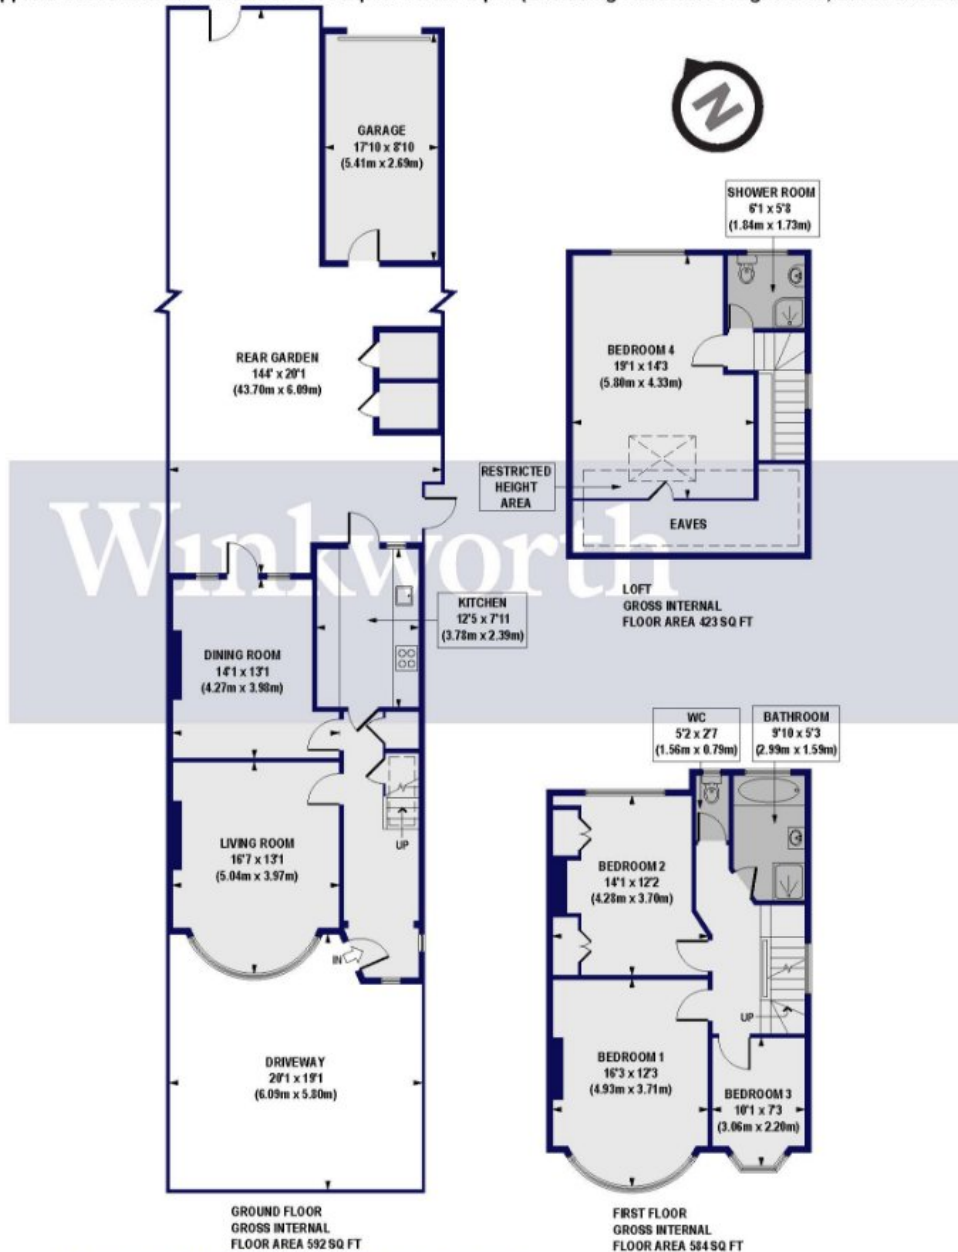 GARAGE
17'10 x 8'10
(5.41m x 2.69m)
N
SHOWER ROOM
6'1 x 5'8
(1.84m x 1.73m)
REAR GARDEN
144' x 20'1
(43.70m x 6.09m)
BEDROOM 4
19'1 x 14'3
(5.80m x 4.33m)
RESTRICTED
HEIGHT
AREA
EAVES
Winkworth
LOFT
GROSS INTERNAL
FLOOR AREA 423 SQ FT
KITCHEN
12'5 x 7'11
(3.78m x 2.39m)
DINING ROOM
14'1 x 13'1
(4.27m x 3.98m)
WC
5'2 x 2'7
(1.56m x 0.79m)
BATHROOM
9'10 x 5'3
(2.99m x 1.59m)
LIVING ROOM
16'7 x 13'1
(5.04m x 3.97m)
UP
IN
BEDROOM 2
14'1 x 12'2
(4.28m x 3.70m)
UP
DRIVEWAY
20'1 x 19'1
(6.09m x 5.80m)
BEDROOM 1
16'3 x 12'3
(4.93m x 3.71m)
BEDROOM 3
10'1 x 7'3
(3.06m x 2.20m)
GROUND FLOOR
GROSS INTERNAL
FLOOR AREA 592 SQ FT
FIRST FLOOR
GROSS INTERNAL
FLOOR AREA 584 SQ FT